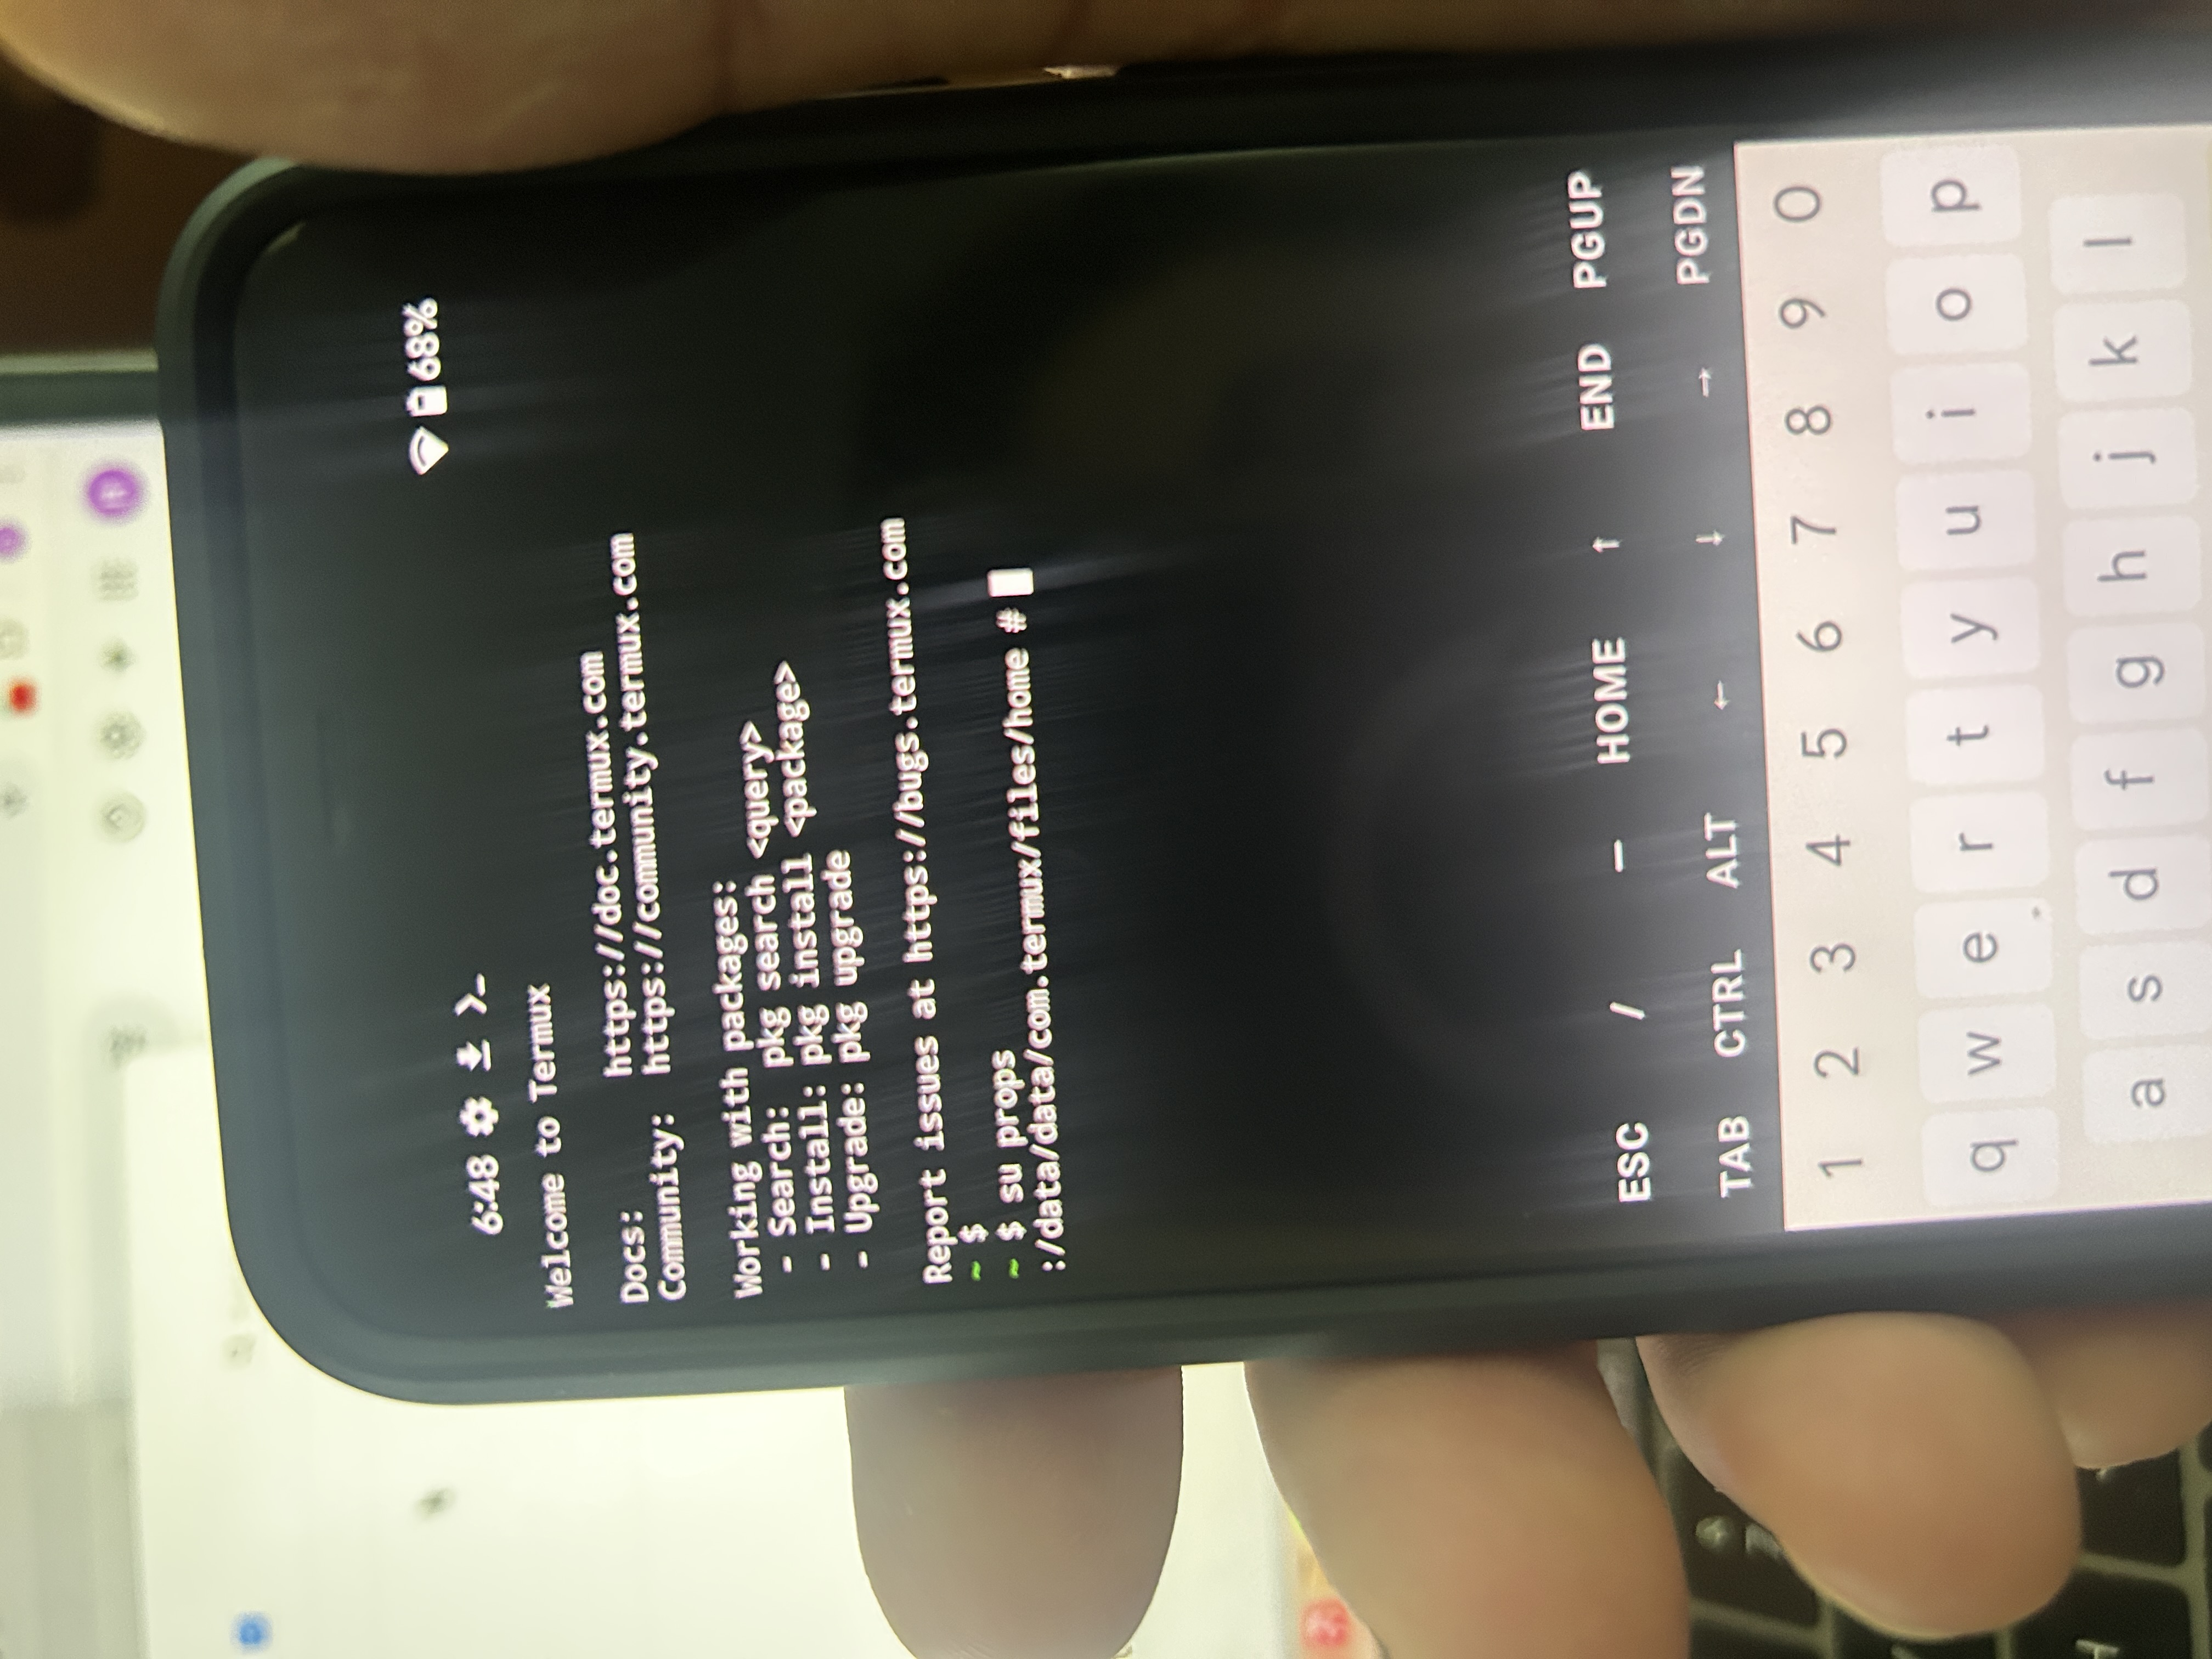 6:48 68%
Welcome to Termux
Docs: https://doc.termux.com
Community: https://community.termux.com
Working with packages:
- Search: pkg search <query>
- Install: pkg install <package>
- Upgrade: pkg upgrade
Report issues at https://bugs.termux.com
~ $
~ $ su props
:/data/data/com.termux/files/home #
ESC / — HOME ↑ END PGUP
TAB CTRL ALT ← ↓ → PGDN
1 2 3 4 5 6 7 8 9 0
q w e r t y u i o p
a s d f g h j k l